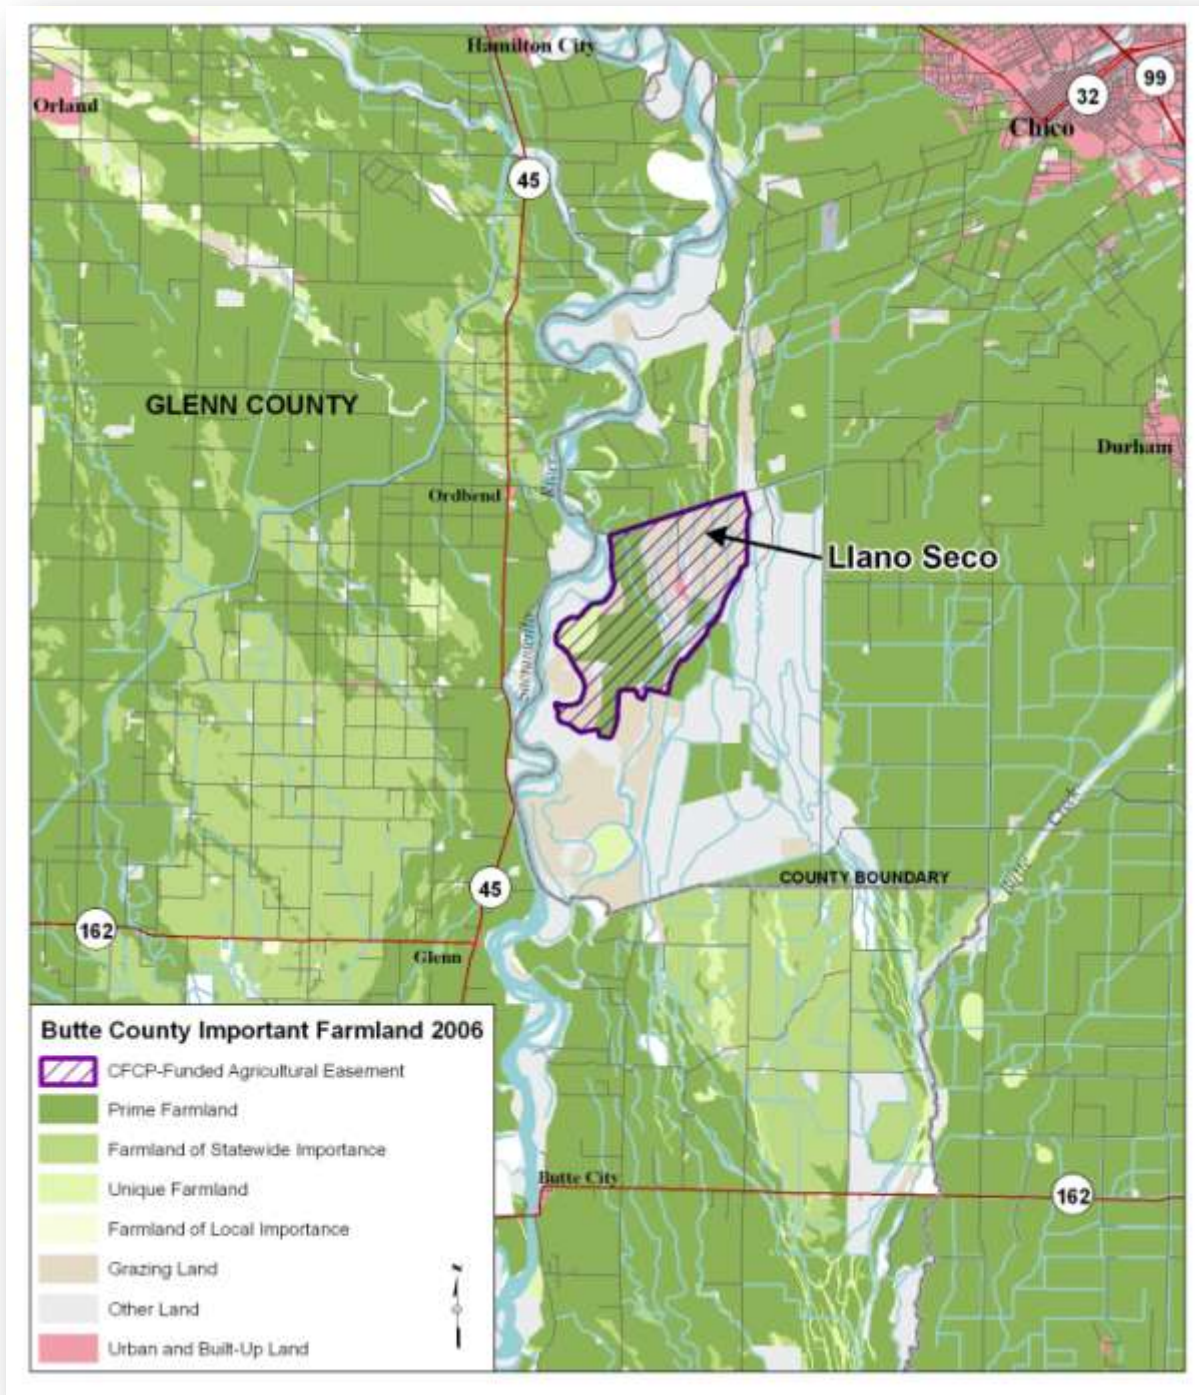 Hamilton City
99
Orland
32
Chico
45
GLENN COUNTY
Durham
Ordbend
River
Llano Seco
Sacramento
Butte
Creek
COUNTY BOUNDARY
45
162
Glenn
Butte County Important Farmland 2006
CFCP-Funded Agricultural Easement
Prime Farmland
Farmland of Statewide Importance
Unique Farmland
Farmland of Local Importance
Grazing Land
Other Land
Urban and Built-Up Land
N
Butte City
162